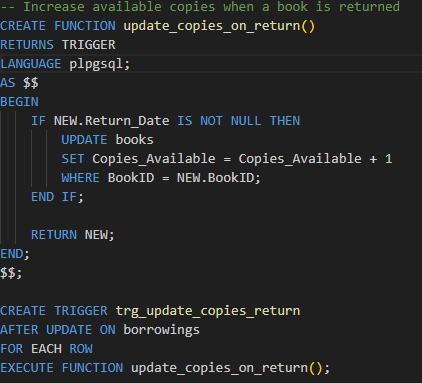 -- Increase available copies when a book is returned
CREATE FUNCTION update_copies_on_return()
RETURNS TRIGGER
LANGUAGE plpgsql;
AS $$
BEGIN
    IF NEW.Return_Date IS NOT NULL THEN
        UPDATE books
        SET Copies_Available = Copies_Available + 1
        WHERE BookID = NEW.BookID;
    END IF;

    RETURN NEW;
END;
$$;

CREATE TRIGGER trg_update_copies_return
AFTER UPDATE ON borrowings
FOR EACH ROW
EXECUTE FUNCTION update_copies_on_return();